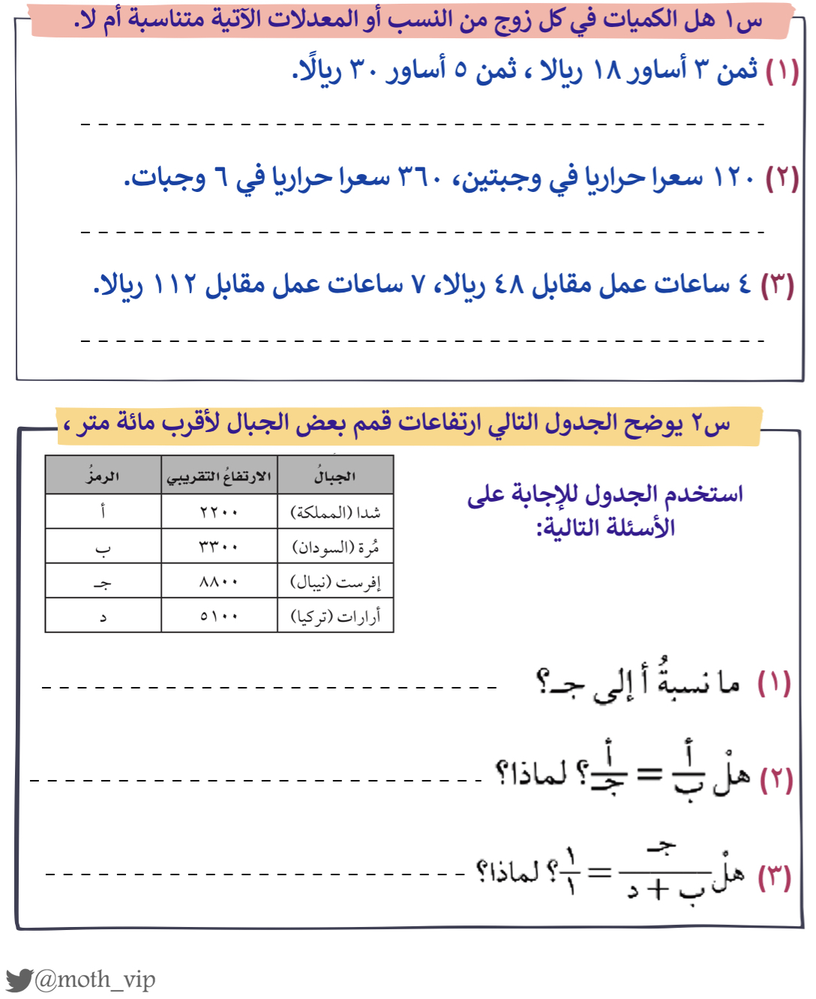 س١ هل الكميات في كل زوج من النسب أو المعدلات الآتية متناسبة أم لا.
(١) ثمن ٣ أساور ١٨ ريالا ، ثمن ٥ أساور ٣٠ ريالًا.
(٢) ١٢٠ سعرا حراريا في وجبتين، ٣٦٠ سعرا حراريا في ٦ وجبات.
(٣) ٤ ساعات عمل مقابل ٤٨ ريالا، ٧ ساعات عمل مقابل ١١٢ ريالا.
س٢ يوضح الجدول التالي ارتفاعات قمم بعض الجبال لأقرب مائة متر ،
استخدم الجدول للإجابة على
الأسئلة التالية:
الجبالُ الارتفاعُ التقريبي الرمزُ
شدا (المملكة) ٢٢٠٠ أ
مُرة (السودان) ٣٣٠٠ ب
إفرست (نيبال) ٨٨٠٠ جـ
أرارات (تركيا) ٥١٠٠ د
(١) ما نسبةُ أ إلى جـ؟
(٢) هلْ أ/ب = أ/جـ؟ لماذا؟
(٣) هلْ جـ/ب + د = ١/١؟ لماذا؟
@moth_vip